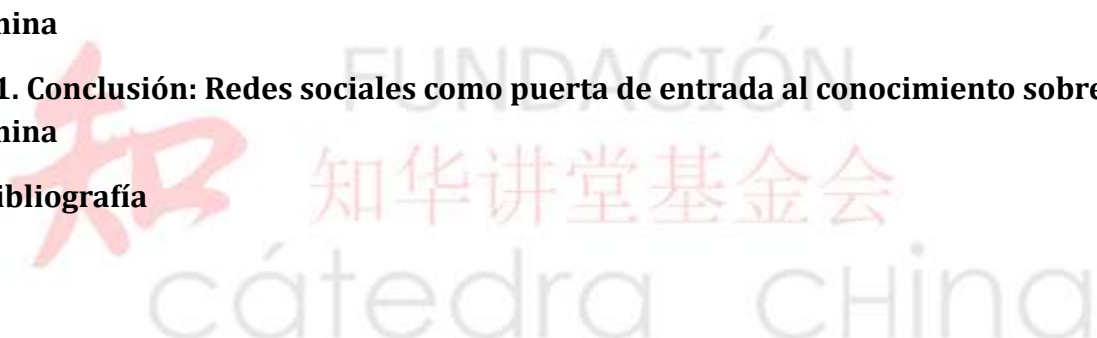 hina
1. Conclusión: Redes sociales como puerta de entrada al conocimiento sobre
hina
ibliografía
FUNDACIÓN
知
知华讲堂基金会
cátedra cHina